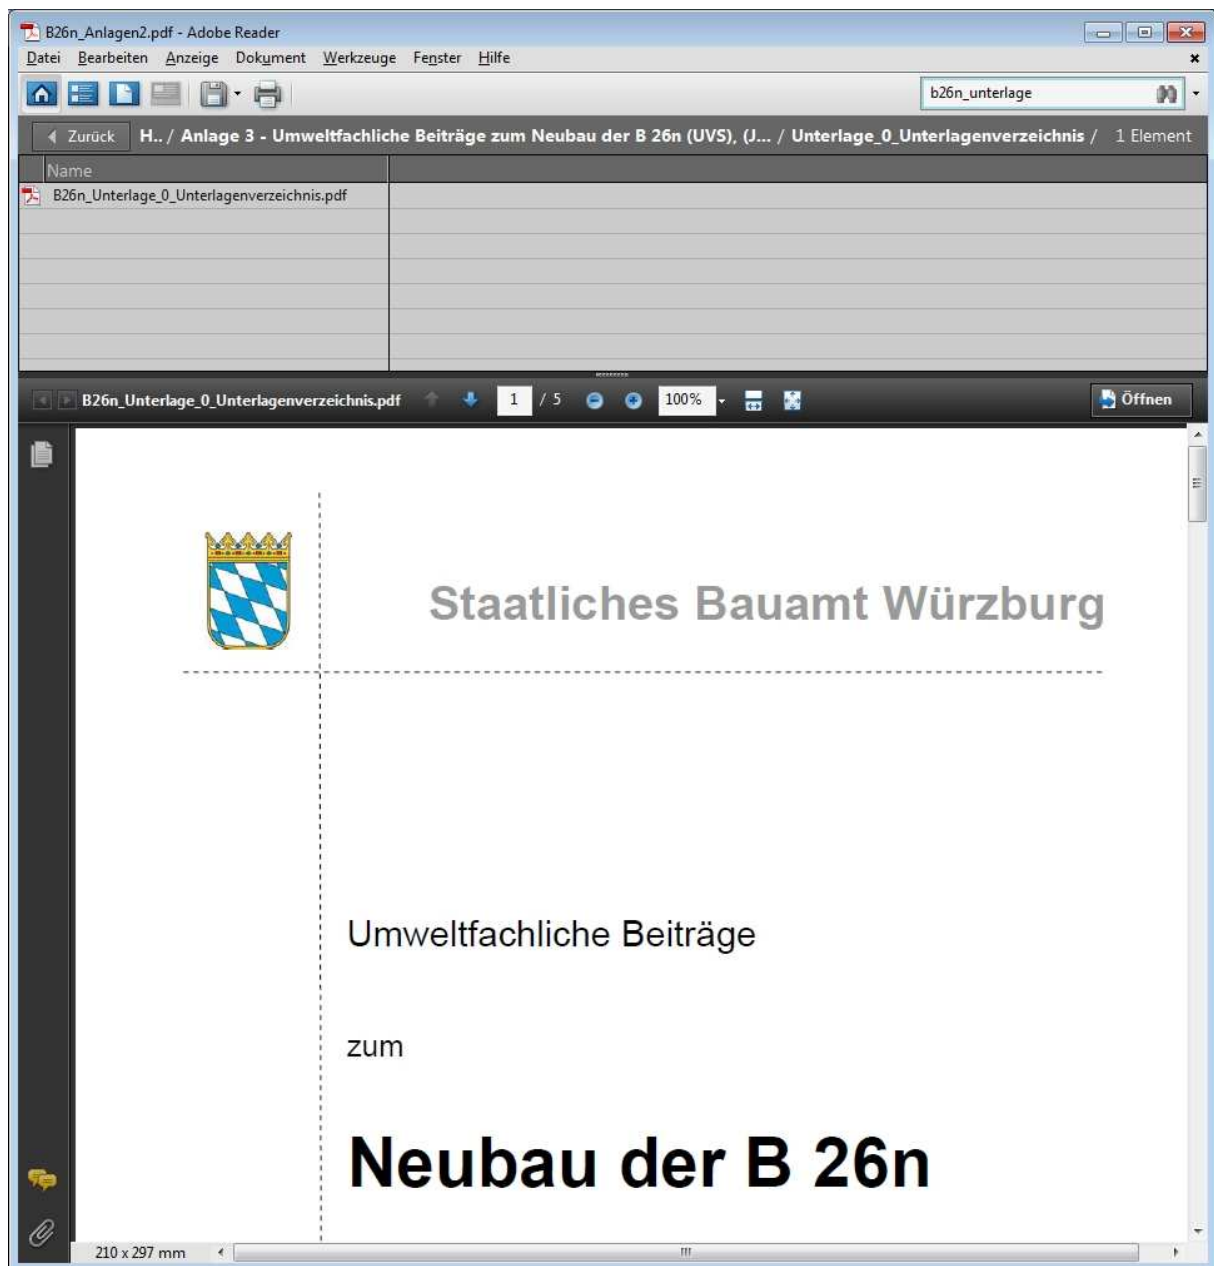 B26n_Anlagen2.pdf - Adobe Reader
Datei Bearbeiten Anzeige Dokument Werkzeuge Fenster Hilfe
b26n_unterlage
Zurück H.. / Anlage 3 - Umweltfachliche Beiträge zum Neubau der B 26n (UVS), (J... / Unterlage_0_Unterlagenverzeichnis / 1 Element
Name
B26n_Unterlage_0_Unterlagenverzeichnis.pdf
B26n_Unterlage_0_Unterlagenverzeichnis.pdf 1 / 5 100% Öffnen
Staatliches Bauamt Würzburg
Umweltfachliche Beiträge
zum
Neubau der B 26n
210 x 297 mm